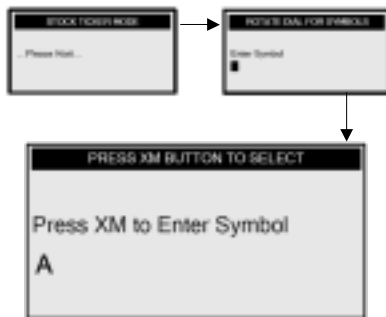 STOCK TICKER MODE
... Please Wait...
ROTATE DIAL FOR SYMBOLS
Enter Symbol
PRESS XM BUTTON TO SELECT
Press XM to Enter Symbol
A